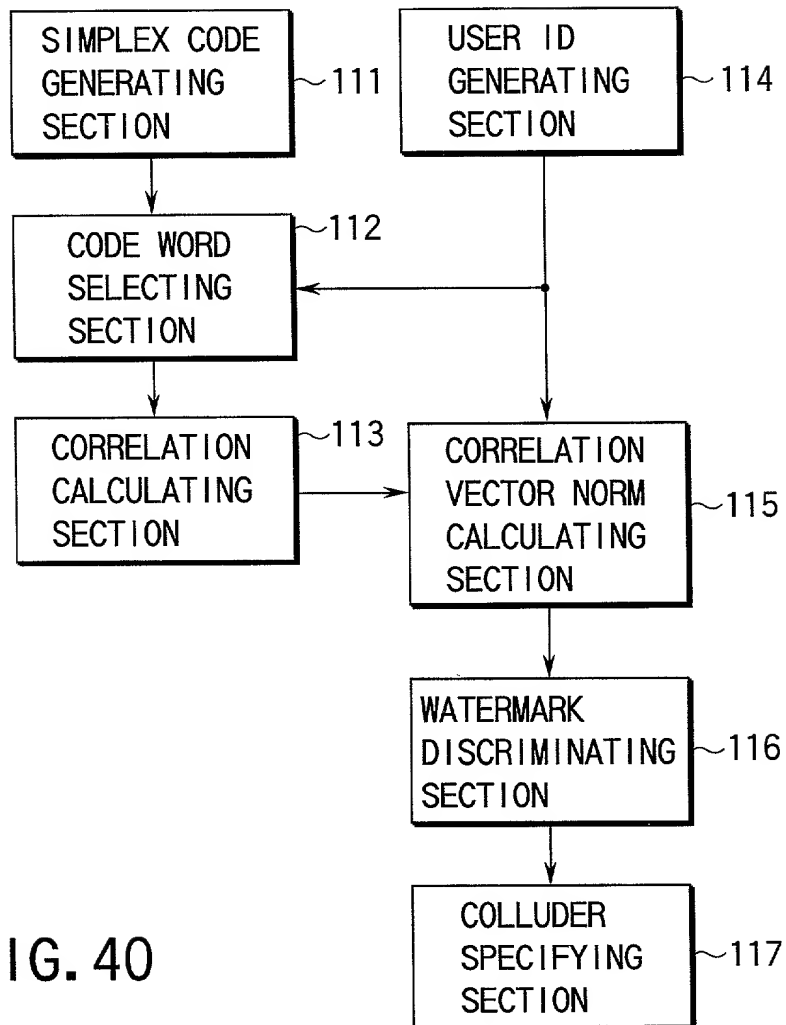 SIMPLEX CODE
GENERATING
SECTION
111
USER ID
GENERATING
SECTION
114
CODE WORD
SELECTING
SECTION
112
CORRELATION
CALCULATING
SECTION
113
CORRELATION
VECTOR NORM
CALCULATING
SECTION
115
WATERMARK
DISCRIMINATING
SECTION
116
COLLUDER
SPECIFYING
SECTION
117
IG. 40